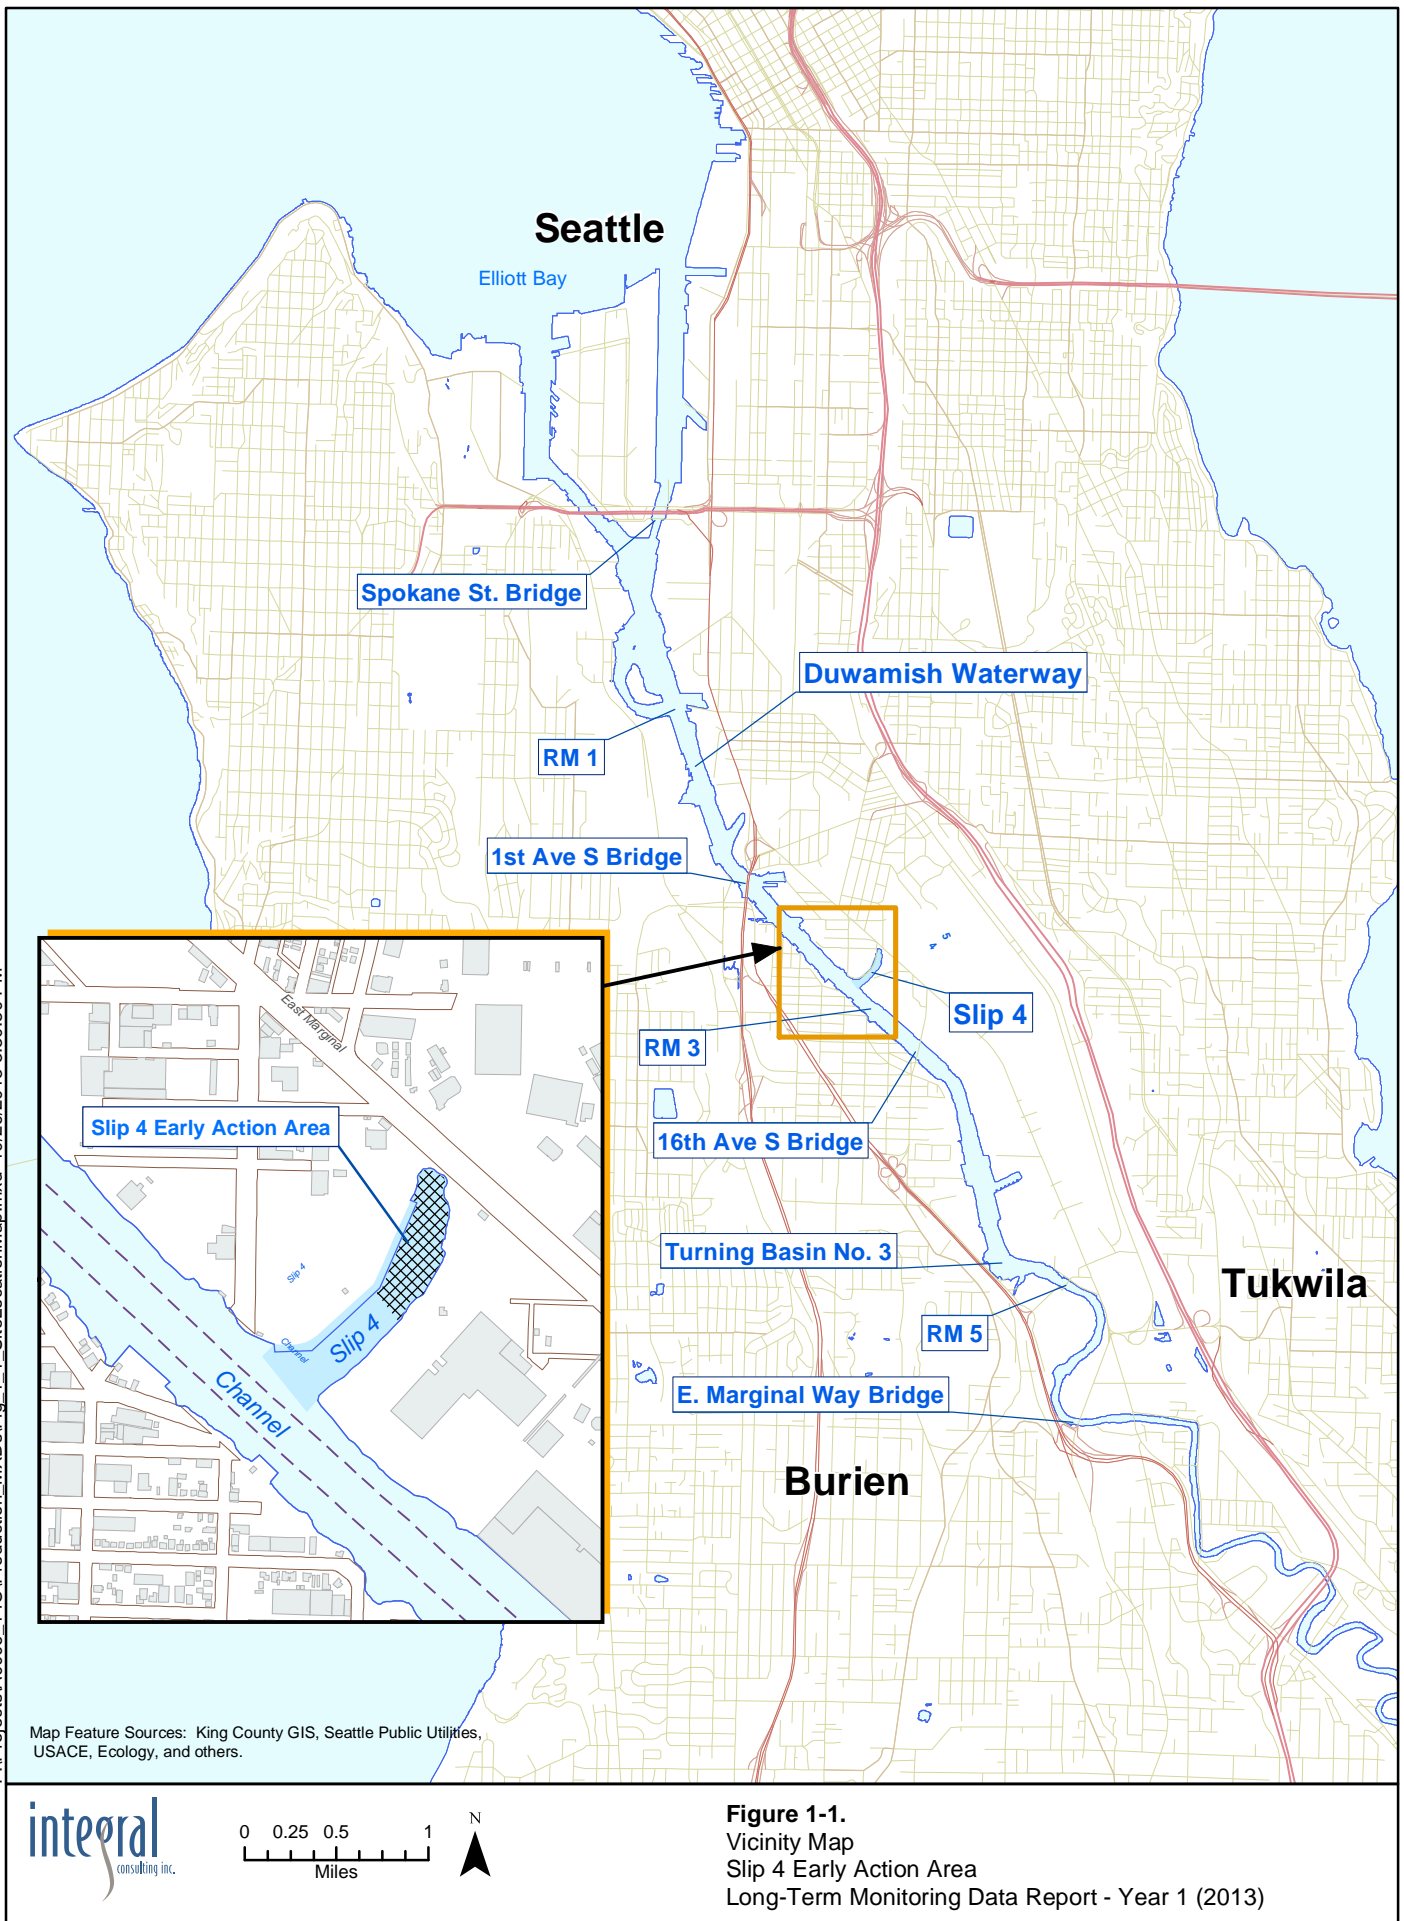 Seattle
Elliott Bay
Spokane St. Bridge
Duwamish Waterway
RM 1
1st Ave S Bridge
Slip 4
RM 3
16th Ave S Bridge
Turning Basin No. 3
Tukwila
RM 5
E. Marginal Way Bridge
Burien
5
4
East Marginal
Slip 4 Early Action Area
Slip 4
Channel
Slip 4
Channel
Map Feature Sources: King County GIS, Seattle Public Utilities,
USACE, Ecology, and others.
integral
consulting inc.
0 0.25 0.5 1
Miles
N
Figure 1-1.
Vicinity Map
Slip 4 Early Action Area
Long-Term Monitoring Data Report - Year 1 (2013)